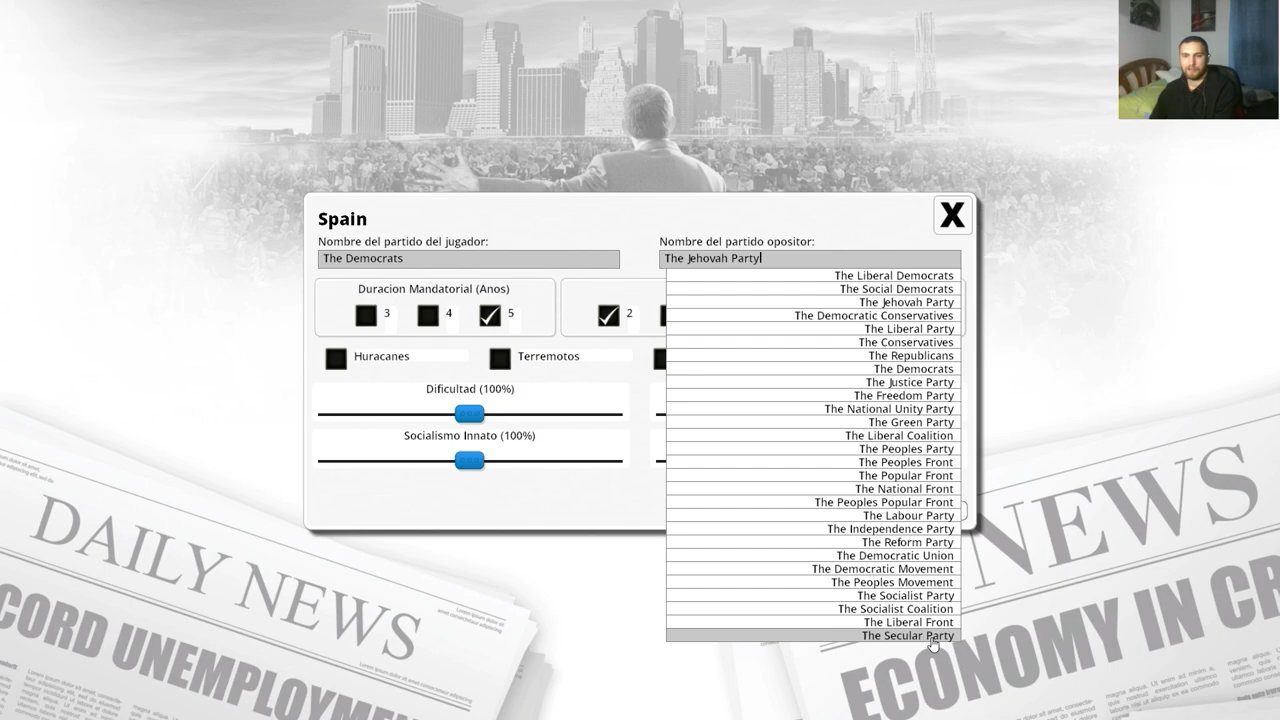 Spain
X
Nombre del partido del jugador:
Nombre del partido opositor:
The Democrats
The Jehovah Party
Duracion Mandatorial (Anos)
3
4
5
2
Huracanes
Terremotos
Dificultad (100%)
Socialismo Innato (100%)
The Liberal Democrats
The Social Democrats
The Jehovah Party
The Democratic Conservatives
The Liberal Party
The Conservatives
The Republicans
The Democrats
The Justice Party
The Freedom Party
The National Unity Party
The Green Party
The Liberal Coalition
The Peoples Party
The Peoples Front
The Popular Front
The National Front
The Peoples Popular Front
The Labour Party
The Independence Party
The Reform Party
The Democratic Union
The Democratic Movement
The Peoples Movement
The Socialist Party
The Socialist Coalition
The Liberal Front
The Secular Party
DAILY NEWS
CORD UNEMPLOYM
NEWS
ECONOMY IN CR